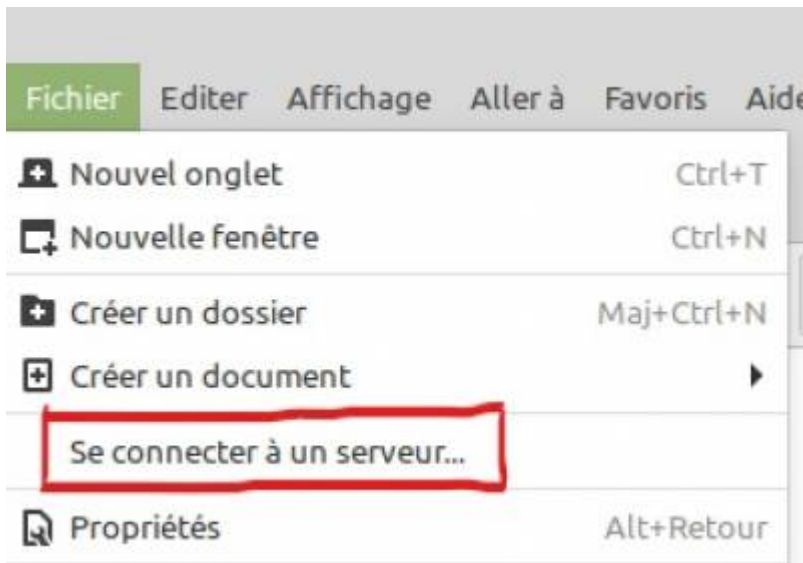 Fichier Editer Affichage Aller à Favoris Aide
Nouvel onglet Ctrl+T
Nouvelle fenêtre Ctrl+N
Créer un dossier Maj+Ctrl+N
Créer un document
Se connecter à un serveur...
Propriétés Alt+Retour